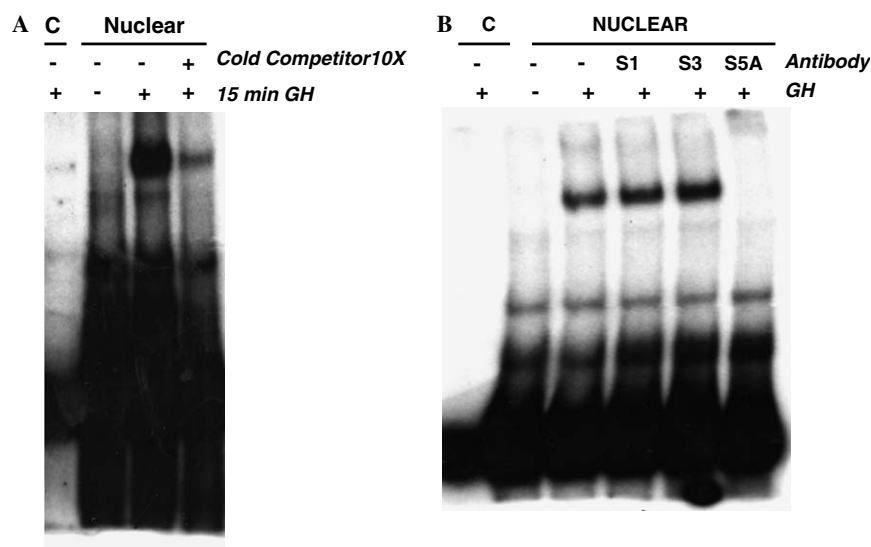 A C Nuclear
- - - + Cold Competitor10X
+ - + + 15 min GH
B C NUCLEAR
- - - S1 S3 S5A Antibody
+ - + + + + GH